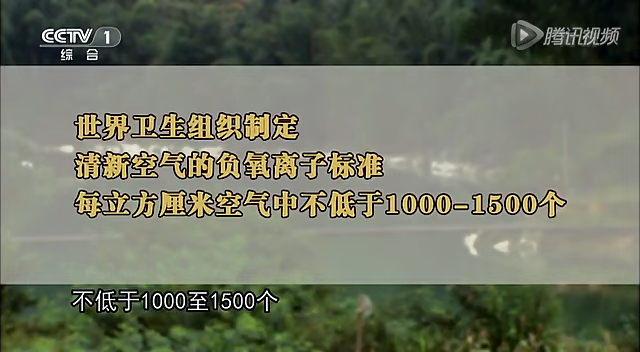 CCTV 1
综合
腾讯视频
世界卫生组织制定
清新空气的负氧离子标准
每立方厘米空气中不低于1000-1500个
不低于1000至1500个